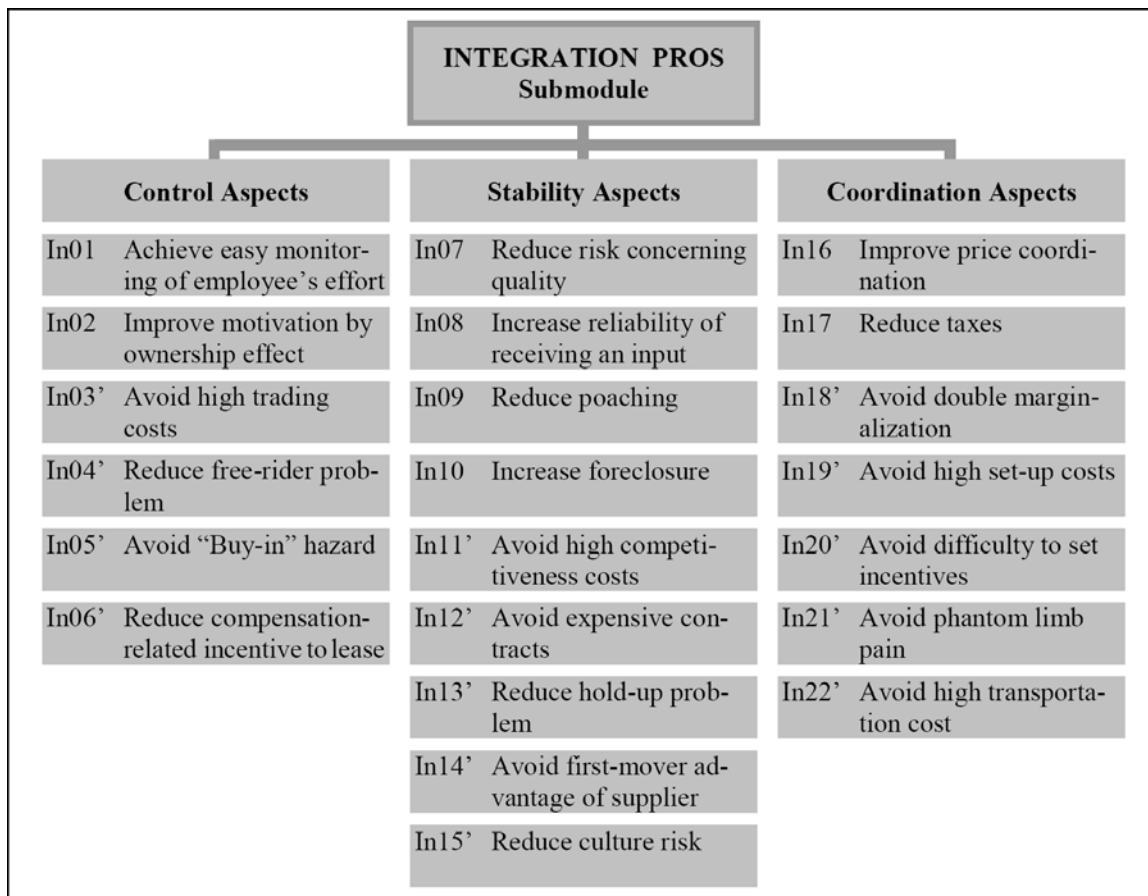 INTEGRATION PROS
Submodule
Control Aspects
In01 Achieve easy monitor-
ing of employee’s effort
In02 Improve motivation by
ownership effect
In03’ Avoid high trading
costs
In04’ Reduce free-rider prob-
lem
In05’ Avoid “Buy-in” hazard
In06’ Reduce compensation-
related incentive to lease
Stability Aspects
In07 Reduce risk concerning
quality
In08 Increase reliability of
receiving an input
In09 Reduce poaching
In10 Increase foreclosure
In11’ Avoid high competi-
tiveness costs
In12’ Avoid expensive con-
tracts
In13’ Reduce hold-up prob-
lem
In14’ Avoid first-mover ad-
vantage of supplier
In15’ Reduce culture risk
Coordination Aspects
In16 Improve price coordi-
nation
In17 Reduce taxes
In18’ Avoid double margin-
alization
In19’ Avoid high set-up costs
In20’ Avoid difficulty to set
incentives
In21’ Avoid phantom limb
pain
In22’ Avoid high transporta-
tion cost